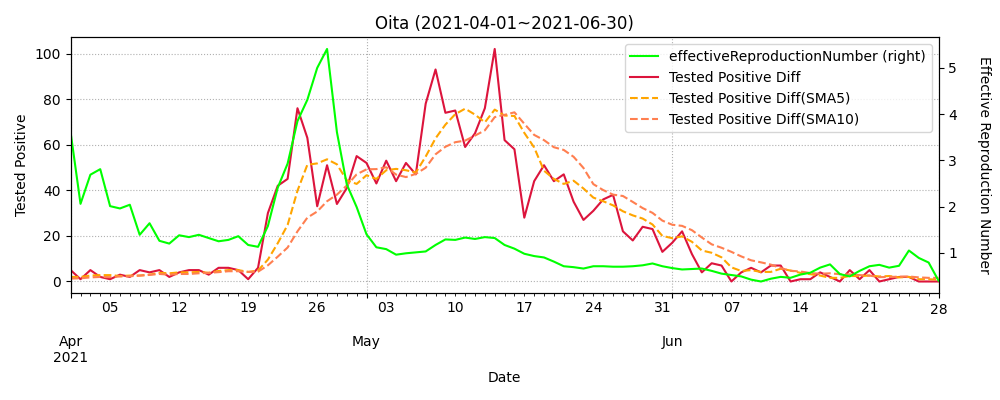 Oita (2021-04-01~2021-06-30)
effectiveReproductionNumber (right)
Tested Positive Diff
Tested Positive Diff(SMA5)
Tested Positive Diff(SMA10)
Tested Positive
100
80
60
40
20
0
Effective Reproduction Number
5
4
3
2
1
05 12 19 26 03 10 17 24 31 07 14 21 28
Apr May Jun
2021
Date